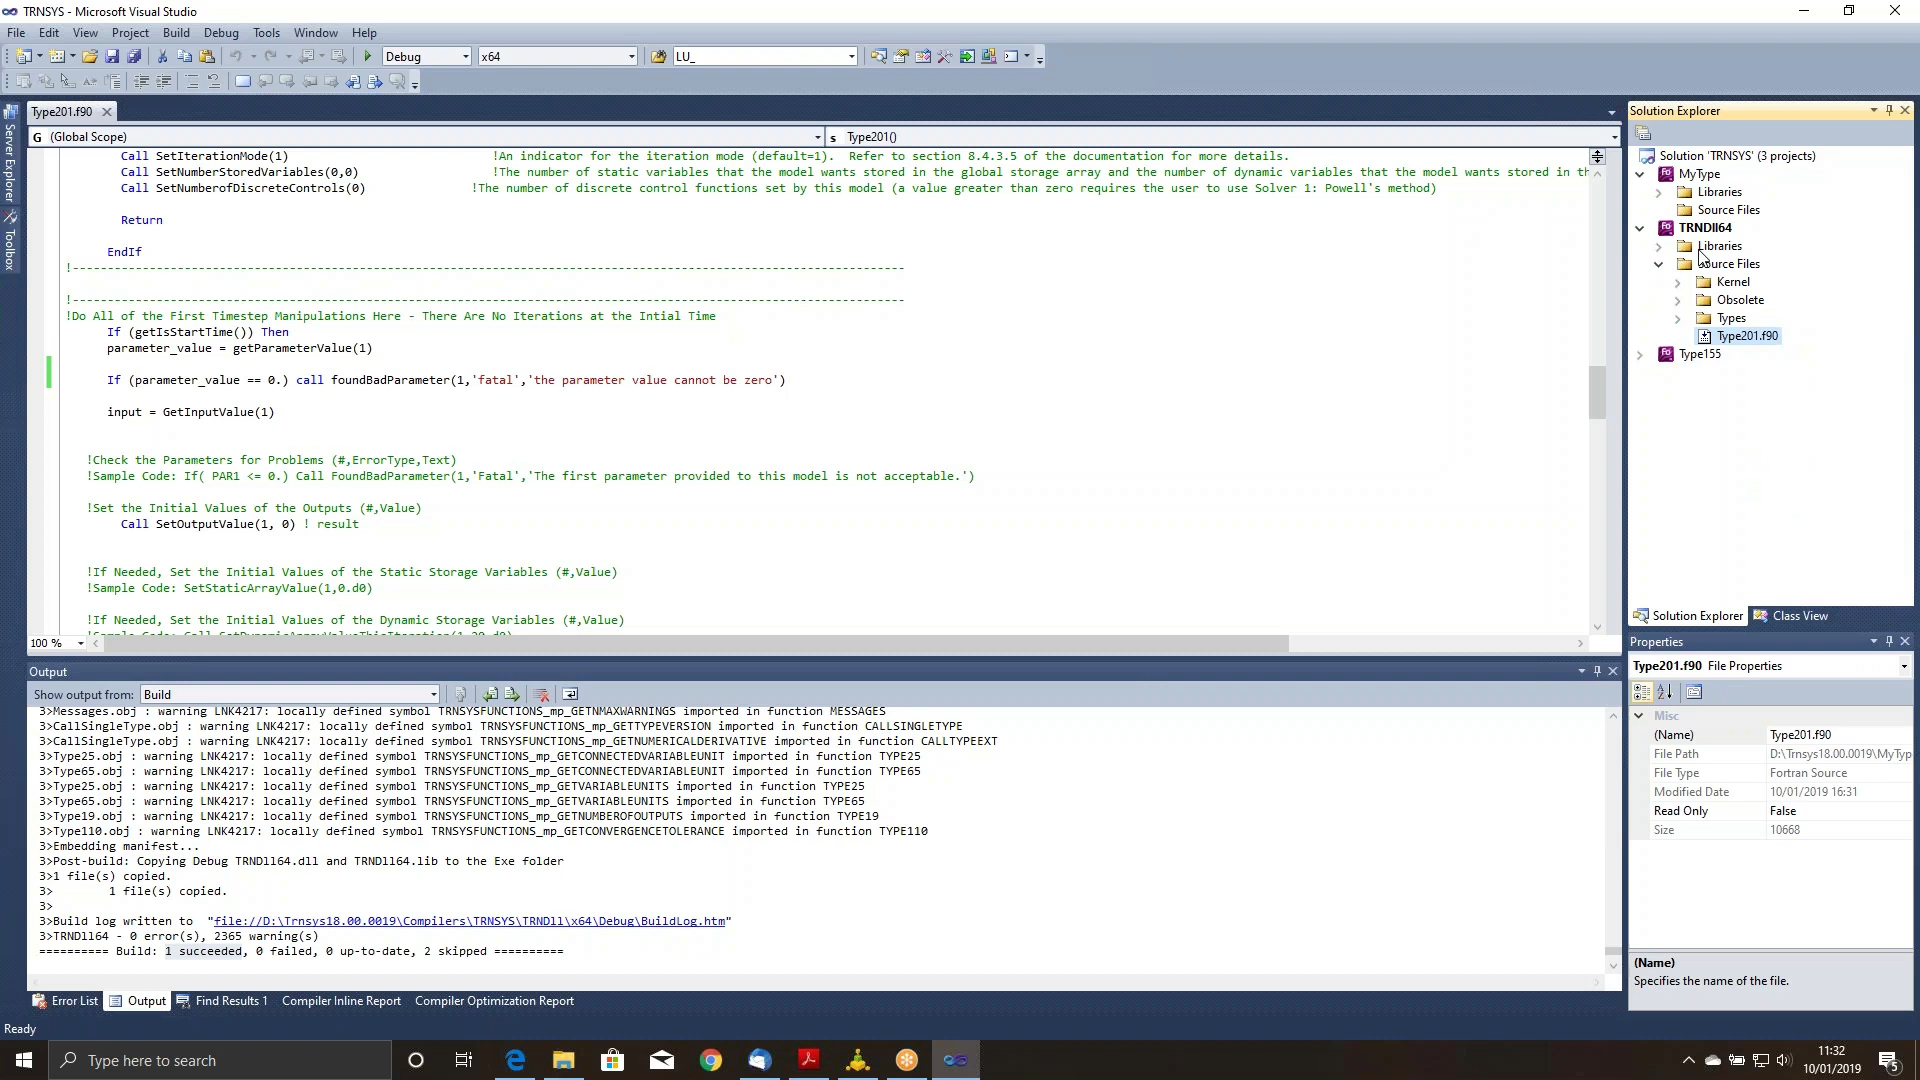 TRNSYS - Microsoft Visual Studio
File Edit View Project Build Debug Tools Window Help
Debug x64 LU_
Type201.f90
(Global Scope) Type201()
Call SetIterationMode(1) !An indicator for the iteration mode (default=1).  Refer to section 8.4.3.5 of the documentation for more details.
Call SetNumberStoredVariables(0,0) !The number of static variables that the model wants stored in the global storage array and the number of dynamic variables that the model wants stored in th
Call SetNumberofDiscreteControls(0) !The number of discrete control functions set by this model (a value greater than zero requires the user to use Solver 1: Powell's method)
Return
EndIf
!-----------------------------------------------------------------------------------------------------------------------
!-----------------------------------------------------------------------------------------------------------------------
!Do All of the First Timestep Manipulations Here - There Are No Iterations at the Intial Time
If (getIsStartTime()) Then
parameter_value = getParameterValue(1)
If (parameter_value == 0.) call foundBadParameter(1,'fatal','the parameter value cannot be zero')
input = GetInputValue(1)
!Check the Parameters for Problems (#,ErrorType,Text)
!Sample Code: If( PAR1 <= 0.) Call FoundBadParameter(1,'Fatal','The first parameter provided to this model is not acceptable.')
!Set the Initial Values of the Outputs (#,Value)
Call SetOutputValue(1, 0) ! result
!If Needed, Set the Initial Values of the Static Storage Variables (#,Value)
!Sample Code: SetStaticArrayValue(1,0.d0)
!If Needed, Set the Initial Values of the Dynamic Storage Variables (#,Value)
!Sample Code: Call SetDynamicArrayValueThisIteration(1,20.d0)
100 %
Server Explorer
Toolbox
Output
Show output from: Build
3>Messages.obj : warning LNK4217: locally defined symbol TRNSYSFUNCTIONS_mp_GETNMAXWARNINGS imported in function MESSAGES
3>CallSingleType.obj : warning LNK4217: locally defined symbol TRNSYSFUNCTIONS_mp_GETTYPEVERSION imported in function CALLSINGLETYPE
3>CallSingleType.obj : warning LNK4217: locally defined symbol TRNSYSFUNCTIONS_mp_GETNUMERICALDERIVATIVE imported in function CALLTYPEEXT
3>Type25.obj : warning LNK4217: locally defined symbol TRNSYSFUNCTIONS_mp_GETCONNECTEDVARIABLEUNIT imported in function TYPE25
3>Type65.obj : warning LNK4217: locally defined symbol TRNSYSFUNCTIONS_mp_GETCONNECTEDVARIABLEUNIT imported in function TYPE65
3>Type25.obj : warning LNK4217: locally defined symbol TRNSYSFUNCTIONS_mp_GETVARIABLEUNITS imported in function TYPE25
3>Type65.obj : warning LNK4217: locally defined symbol TRNSYSFUNCTIONS_mp_GETVARIABLEUNITS imported in function TYPE65
3>Type19.obj : warning LNK4217: locally defined symbol TRNSYSFUNCTIONS_mp_GETNUMBEROFOUTPUTS imported in function TYPE19
3>Type110.obj : warning LNK4217: locally defined symbol TRNSYSFUNCTIONS_mp_GETCONVERGENCETOLERANCE imported in function TYPE110
3>Embedding manifest...
3>Post-build: Copying Debug TRNDll64.dll and TRNDll64.lib to the Exe folder
3>1 file(s) copied.
3>        1 file(s) copied.
3>
3>Build log written to  "file://D:\Trnsys18.00.0019\Compilers\TRNSYS\TRNDll\x64\Debug\BuildLog.htm"
3>TRNDll64 - 0 error(s), 2365 warning(s)
========== Build: 1 succeeded, 0 failed, 0 up-to-date, 2 skipped ==========
Error List Output Find Results 1 Compiler Inline Report Compiler Optimization Report
Ready
Solution Explorer
Solution 'TRNSYS' (3 projects)
MyType
Libraries
Source Files
TRNDll64
Libraries
Source Files
Kernel
Obsolete
Types
Type201.f90
Type155
Solution Explorer Class View
Properties
Type201.f90 File Properties
Misc
(Name) Type201.f90
File Path D:\Trnsys18.00.0019\MyTyp
File Type Fortran Source
Modified Date 10/01/2019 16:31
Read Only False
Size 10668
(Name)
Specifies the name of the file.
Type here to search
11:32
10/01/2019
5